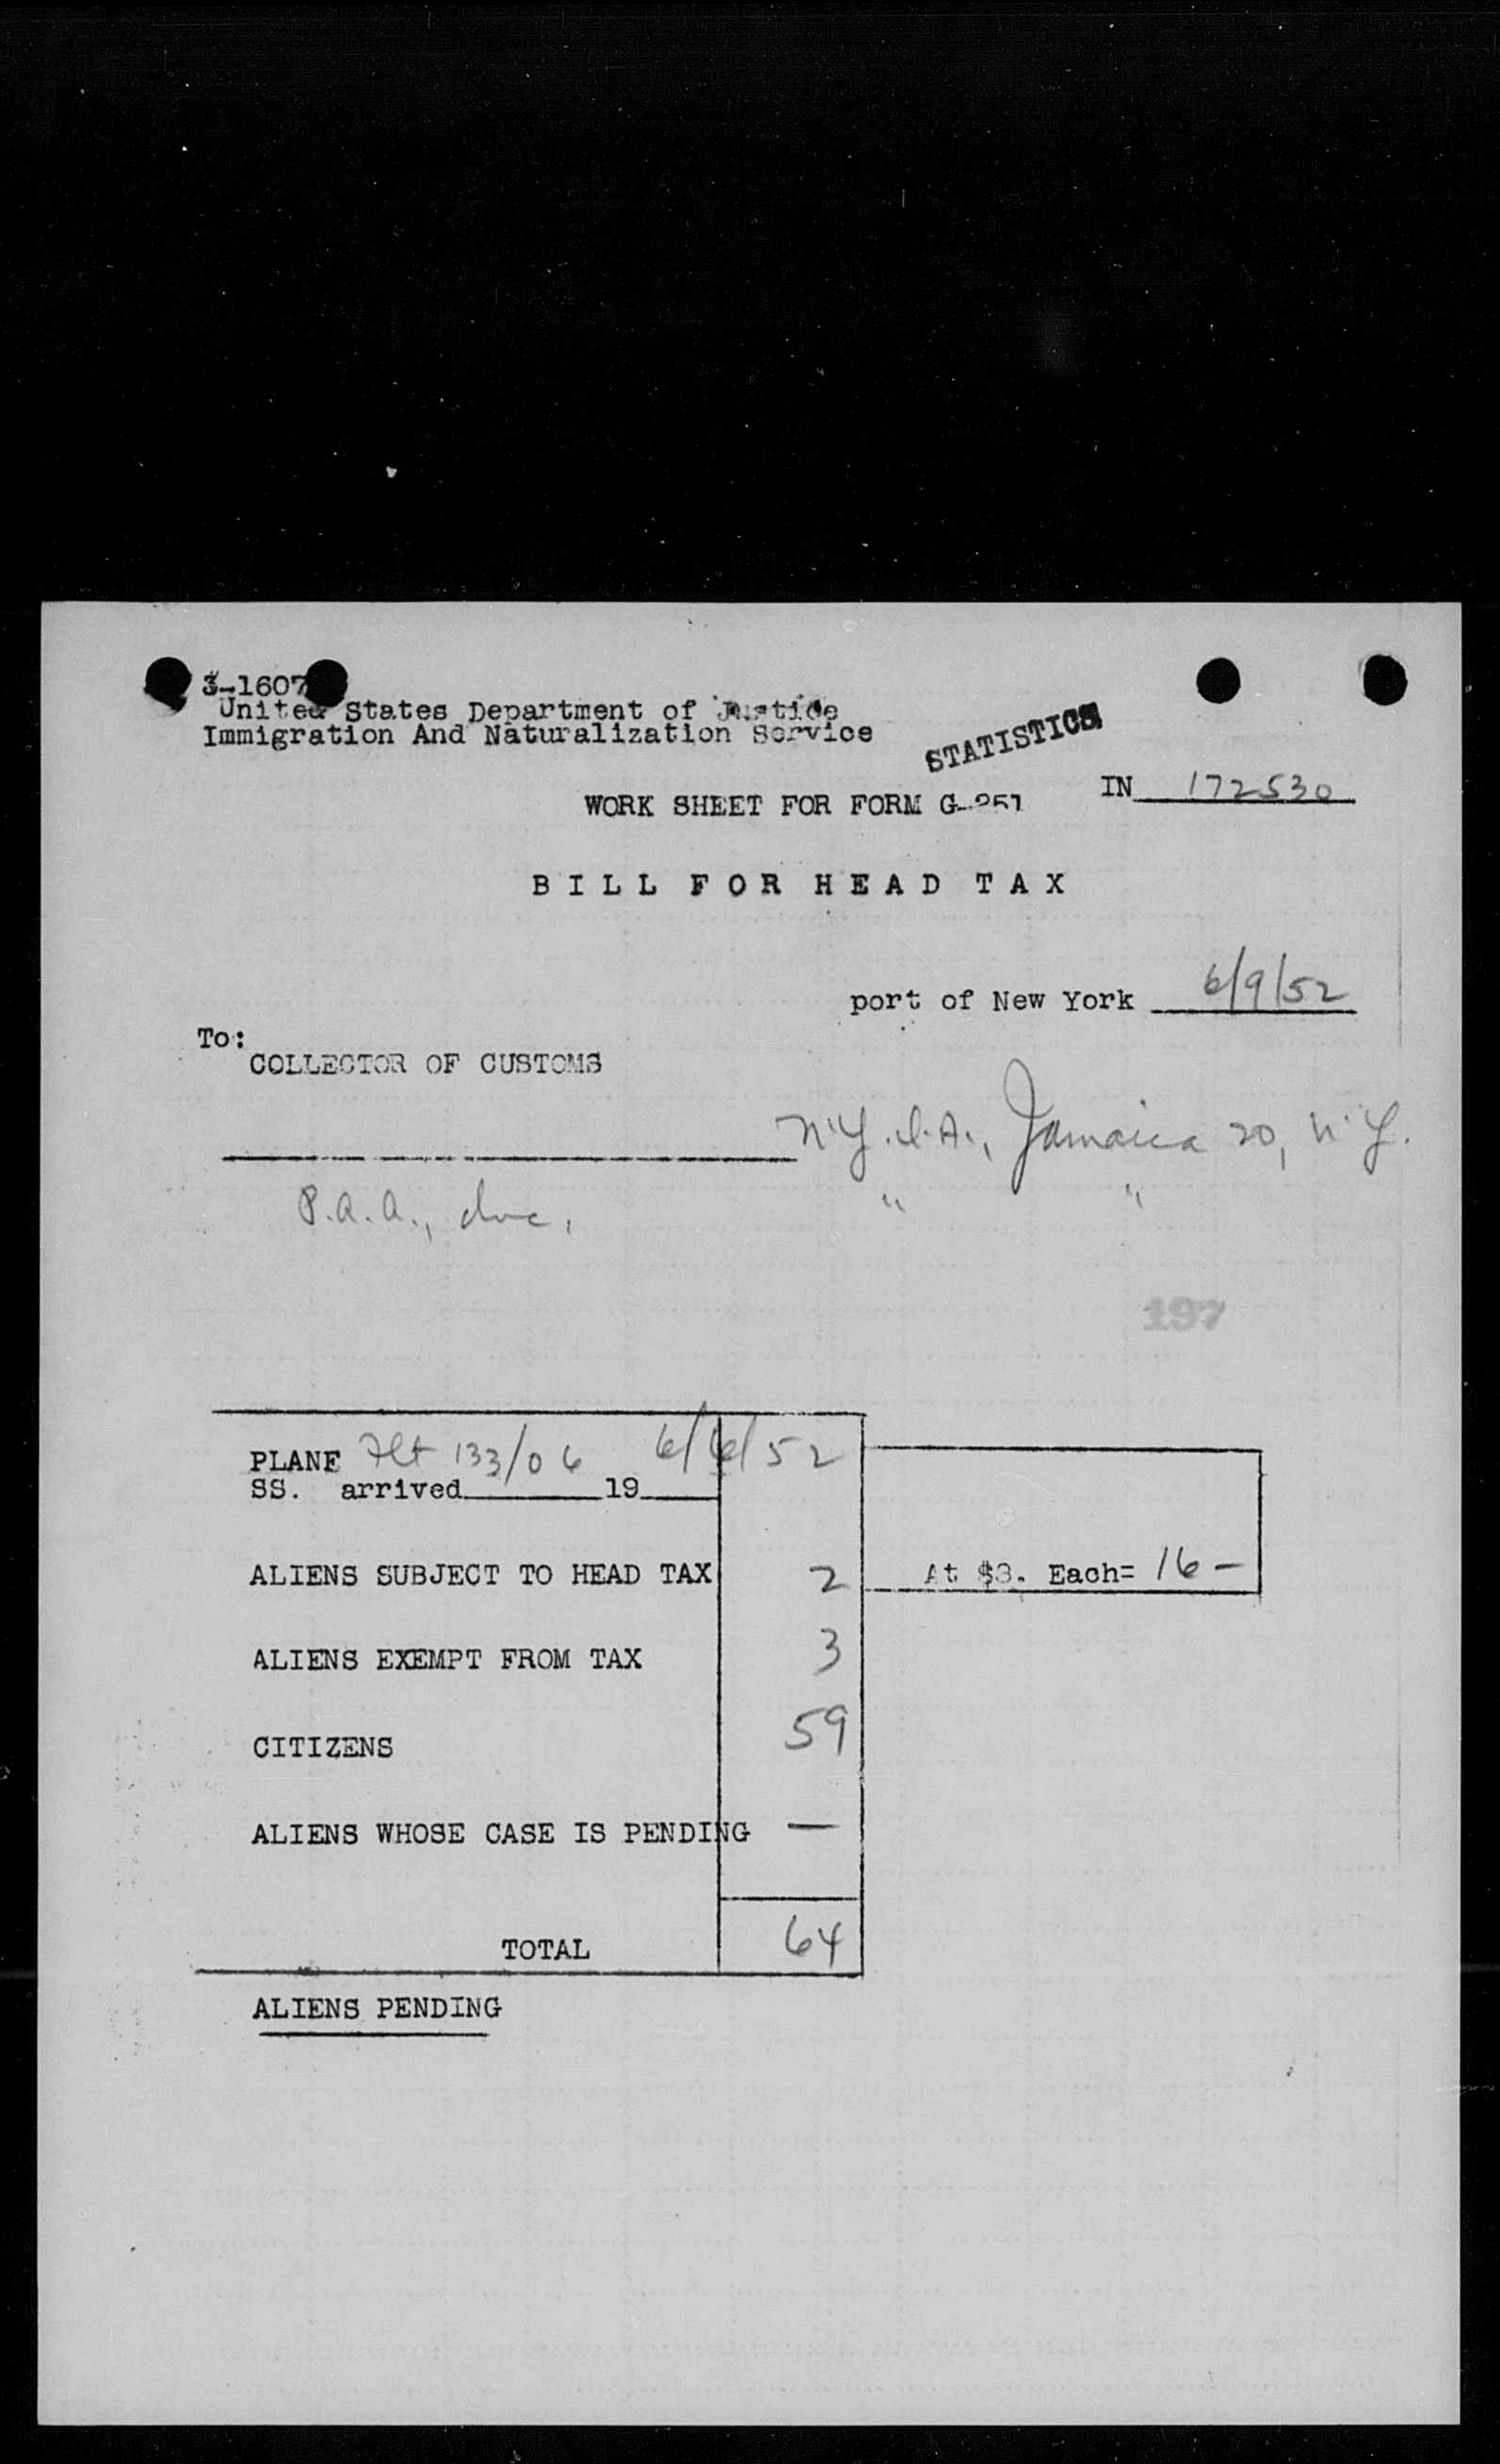 3-1607
United States Department of Justice
Immigration And Naturalization Service
STATISTICS
IN 172530
WORK SHEET FOR FORM G-251
BILL FOR HEAD TAX
port of New York 6/9/52
To:
COLLECTOR OF CUSTOMS
N.Y.I.A., Jamaica 20, N.Y.
P.A.A., Inc. " "
197
PLANE Flt 133/06 6/6/52
SS. arrived 19
ALIENS SUBJECT TO HEAD TAX 2 At $8. Each= 16 —
ALIENS EXEMPT FROM TAX 3
CITIZENS 59
ALIENS WHOSE CASE IS PENDING —
TOTAL 64
ALIENS PENDING